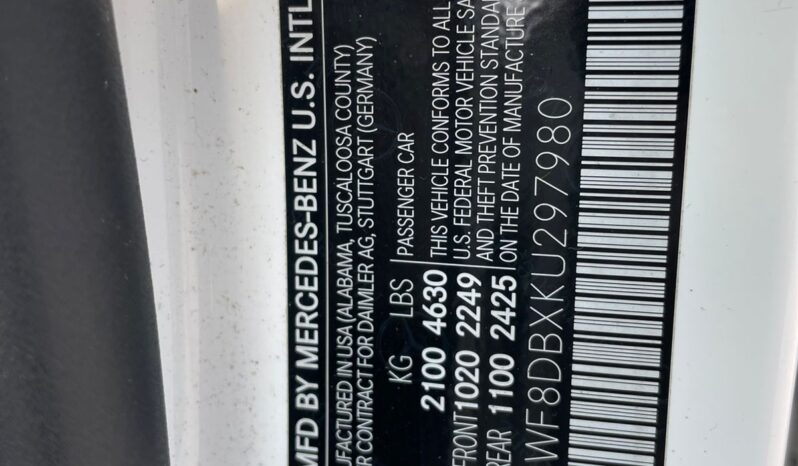 MFD BY MERCEDES-BENZ U.S. INTL
UFACTURED IN USA (ALABAMA, TUSCALOOSA COUNTY)
R CONTRACT FOR DAIMLER AG, STUTTGART (GERMANY)
KG LBS PASSENGER CAR
2100 4630 THIS VEHICLE CONFORMS TO ALL
FRONT 1020 2249 U.S. FEDERAL MOTOR VEHICLE SA
REAR 1100 2425 AND THEFT PREVENTION STANDA
ON THE DATE OF MANUFACTURE
WF8DBXKU297980